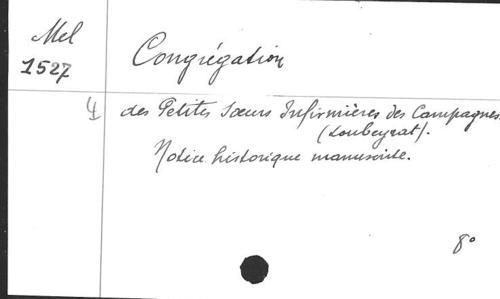 Mel
1527
Congrégation
4
des Petites Sœurs Infirmières des Campagnes.
(Loubeyrat).
Notice historique manuscrite.
8°